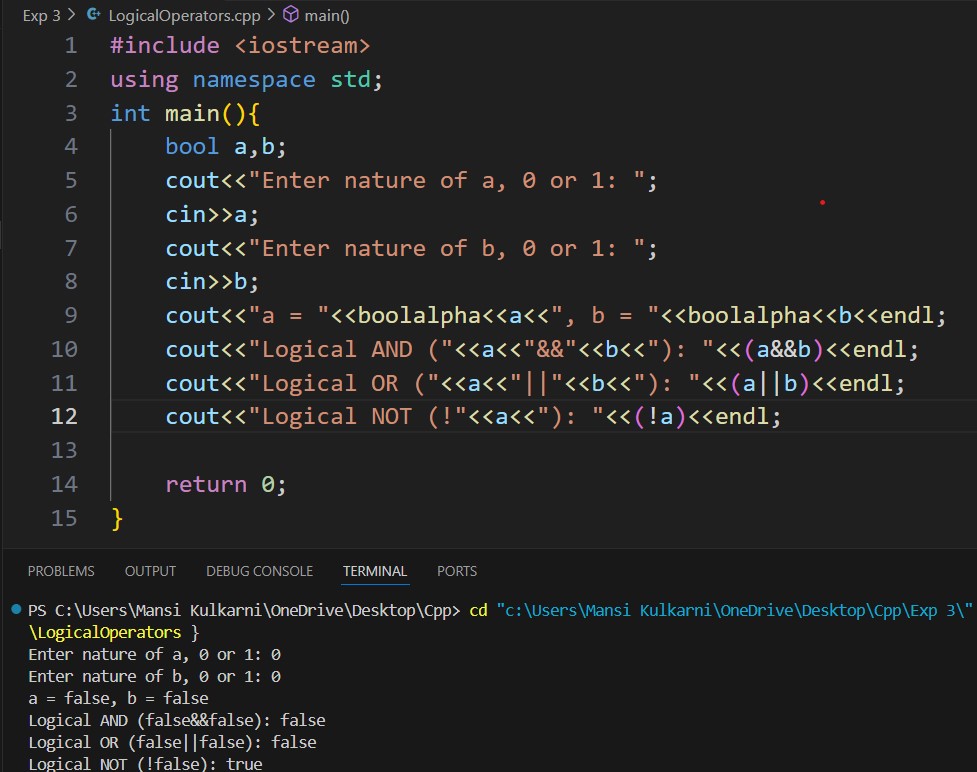 Exp 3 > LogicalOperators.cpp > main()
1 #include <iostream>
2 using namespace std;
3 int main(){
4     bool a,b;
5     cout<<"Enter nature of a, 0 or 1: ";
6     cin>>a;
7     cout<<"Enter nature of b, 0 or 1: ";
8     cin>>b;
9     cout<<"a = "<<boolalpha<<a<<", b = "<<boolalpha<<b<<endl;
10     cout<<"Logical AND ("<<a<<"&&"<<b<<"): "<<(a&&b)<<endl;
11     cout<<"Logical OR ("<<a<<"||"<<b<<"): "<<(a||b)<<endl;
12     cout<<"Logical NOT (!"<<a<<"): "<<(!a)<<endl;
13
14     return 0;
15 }
PROBLEMS OUTPUT DEBUG CONSOLE TERMINAL PORTS
PS C:\Users\Mansi Kulkarni\OneDrive\Desktop\Cpp> cd "c:\Users\Mansi Kulkarni\OneDrive\Desktop\Cpp\Exp 3\"
\LogicalOperators }
Enter nature of a, 0 or 1: 0
Enter nature of b, 0 or 1: 0
a = false, b = false
Logical AND (false&&false): false
Logical OR (false||false): false
Logical NOT (!false): true